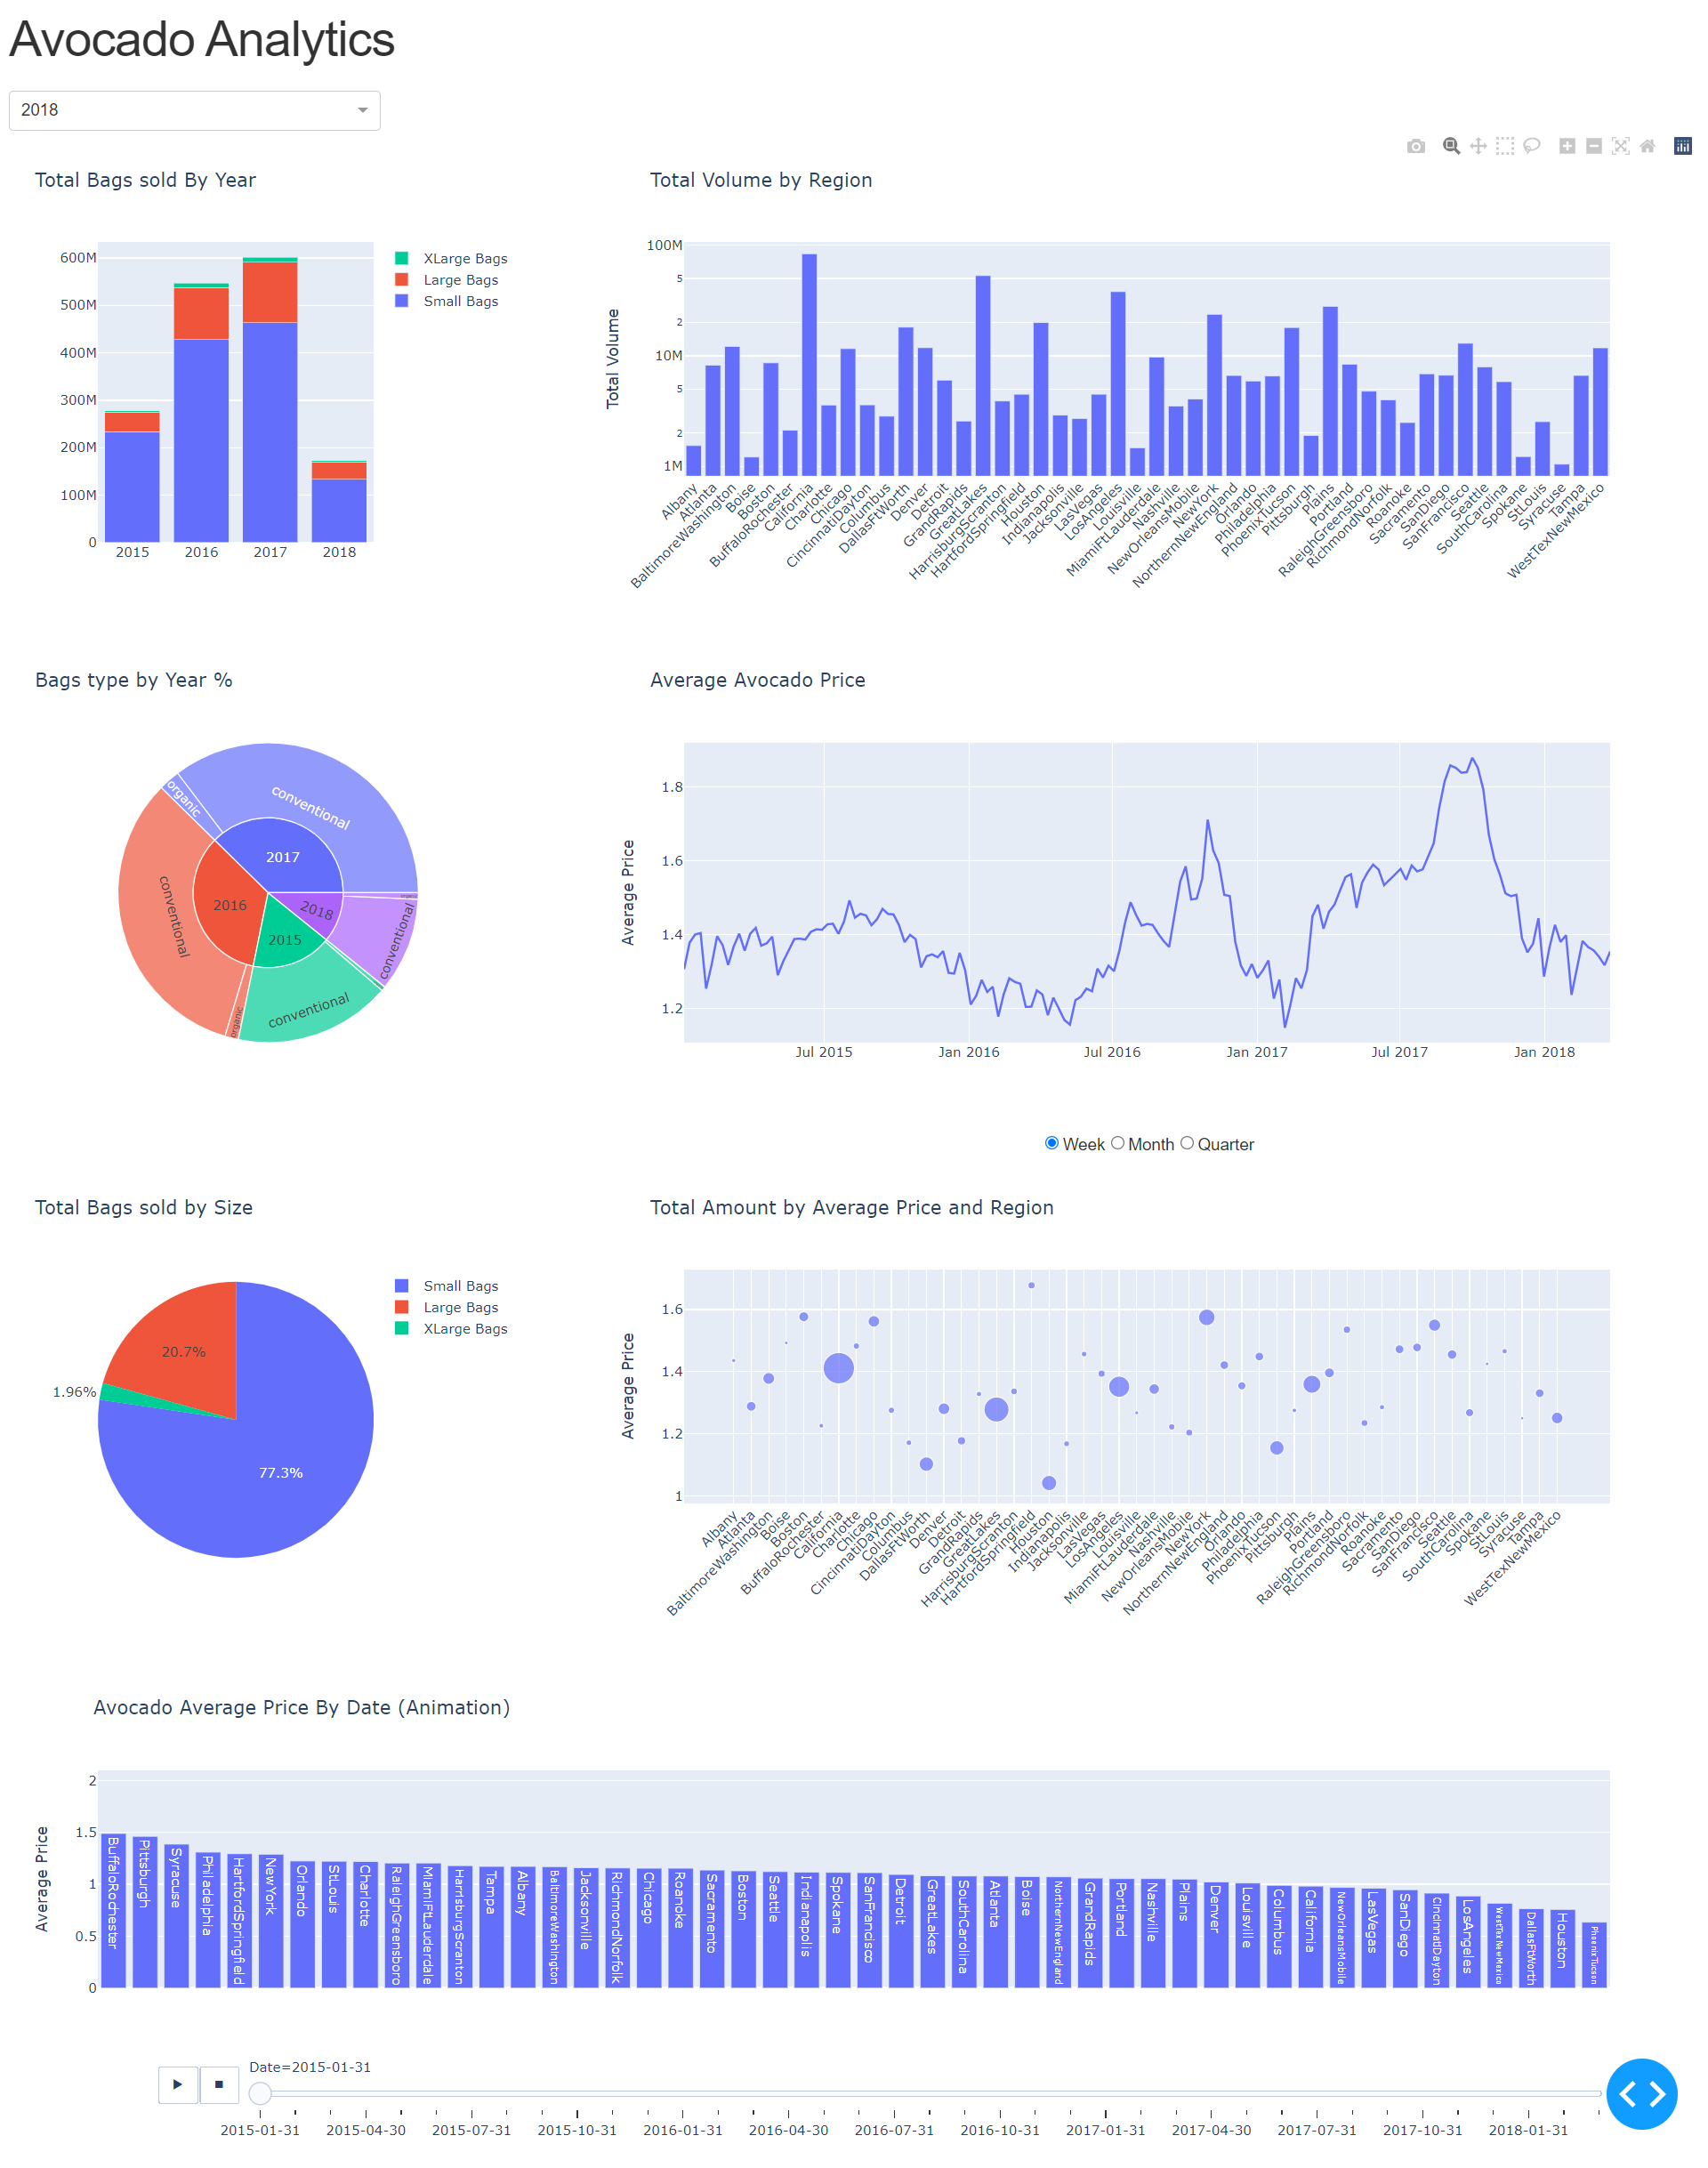 Avocado Analytics
2018
Total Bags sold By Year
600M
500M
400M
300M
200M
100M
0
2015 2016 2017 2018
XLarge Bags
Large Bags
Small Bags
Total Volume by Region
Total Volume
100M
5
2
10M
5
2
1M
Albany
Atlanta
BaltimoreWashington
Boise
Boston
BuffaloRochester
California
Charlotte
Chicago
CincinnatiDayton
Columbus
DallasFtWorth
Denver
Detroit
GrandRapids
GreatLakes
HarrisburgScranton
HartfordSpringfield
Houston
Indianapolis
Jacksonville
LasVegas
LosAngeles
Louisville
MiamiFtLauderdale
Nashville
NewOrleansMobile
NewYork
NorthernNewEngland
Orlando
Philadelphia
PhoenixTucson
Pittsburgh
Plains
Portland
RaleighGreensboro
RichmondNorfolk
Roanoke
Sacramento
SanDiego
SanFrancisco
Seattle
SouthCarolina
Spokane
StLouis
Syracuse
Tampa
WestTexNewMexico
Bags type by Year %
2017
conventional
organic
2016
conventional
organic
2015
conventional
2018
conventional
Average Avocado Price
Average Price
1.8
1.6
1.4
1.2
Jul 2015 Jan 2016 Jul 2016 Jan 2017 Jul 2017 Jan 2018
Week Month Quarter
Total Bags sold by Size
20.7%
1.96%
77.3%
Small Bags
Large Bags
XLarge Bags
Total Amount by Average Price and Region
Average Price
1.6
1.4
1.2
1
Albany
Atlanta
BaltimoreWashington
Boise
Boston
BuffaloRochester
California
Charlotte
Chicago
CincinnatiDayton
Columbus
DallasFtWorth
Denver
Detroit
GrandRapids
GreatLakes
HarrisburgScranton
HartfordSpringfield
Houston
Indianapolis
Jacksonville
LasVegas
LosAngeles
Louisville
MiamiFtLauderdale
Nashville
NewOrleansMobile
NewYork
NorthernNewEngland
Orlando
Philadelphia
PhoenixTucson
Pittsburgh
Plains
Portland
RaleighGreensboro
RichmondNorfolk
Roanoke
Sacramento
SanDiego
SanFrancisco
Seattle
SouthCarolina
Spokane
StLouis
Syracuse
Tampa
WestTexNewMexico
Avocado Average Price By Date (Animation)
Average Price
2
1.5
1
0.5
0
BuffaloRochester
Pittsburgh
Syracuse
Philadelphia
HartfordSpringfield
NewYork
Orlando
StLouis
Charlotte
RaleighGreensboro
MiamiFtLauderdale
HarrisburgScranton
Tampa
Albany
BaltimoreWashington
Jacksonville
RichmondNorfolk
Chicago
Roanoke
Sacramento
Boston
Seattle
Indianapolis
Spokane
SanFrancisco
Detroit
GreatLakes
SouthCarolina
Atlanta
Boise
NorthernNewEngland
GrandRapids
Portland
Nashville
Plains
Denver
Louisville
Columbus
California
NewOrleansMobile
LasVegas
SanDiego
CincinnatiDayton
LosAngeles
WestTexNewMexico
DallasFtWorth
Houston
PhoenixTucson
Date=2015-01-31
2015-01-31 2015-04-30 2015-07-31 2015-10-31 2016-01-31 2016-04-30 2016-07-31 2016-10-31 2017-01-31 2017-04-30 2017-07-31 2017-10-31 2018-01-31